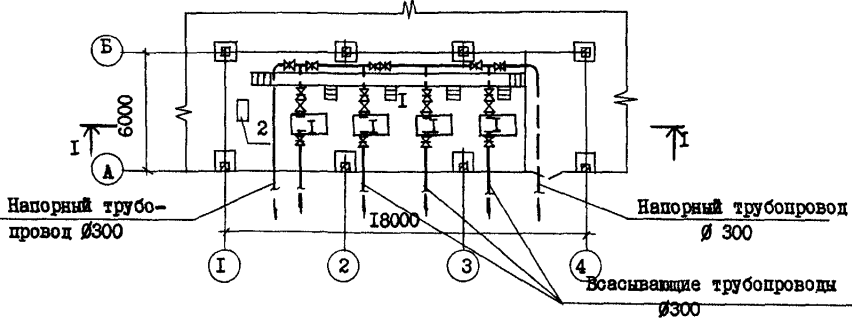 Б
6000
I
I
I
I
I
I
2
I
А
Напорный трубо-
провод Ø300
Напорный трубопровод
Ø 300
18000
I
2
3
4
Всасывающие трубопроводы
Ø300